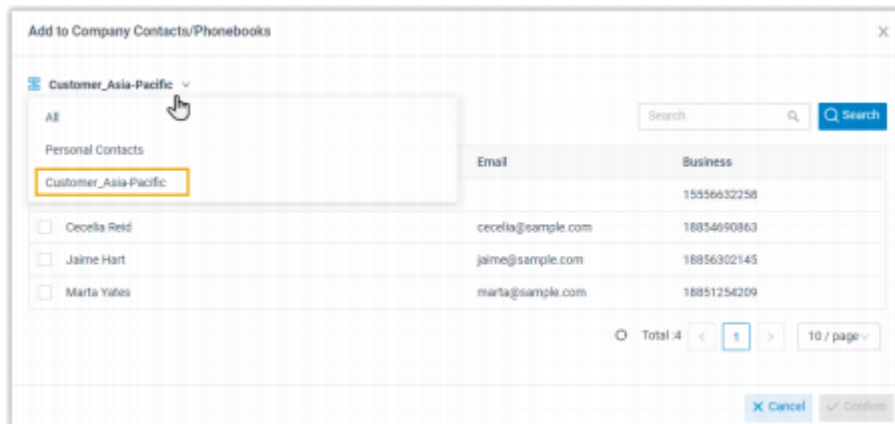 Add to Company Contacts/Phonebooks
Customer_Asia-Pacific
All
Search
Search
Personal Contacts
Email
Business
Customer_Asia-Pacific
15556632258
Cecelia Reid
cecelia@sample.com
18854690863
Jaime Hart
jaime@sample.com
18856302145
Marta Yates
marta@sample.com
18851254209
Total :4
1
10 / page
Cancel
Confirm